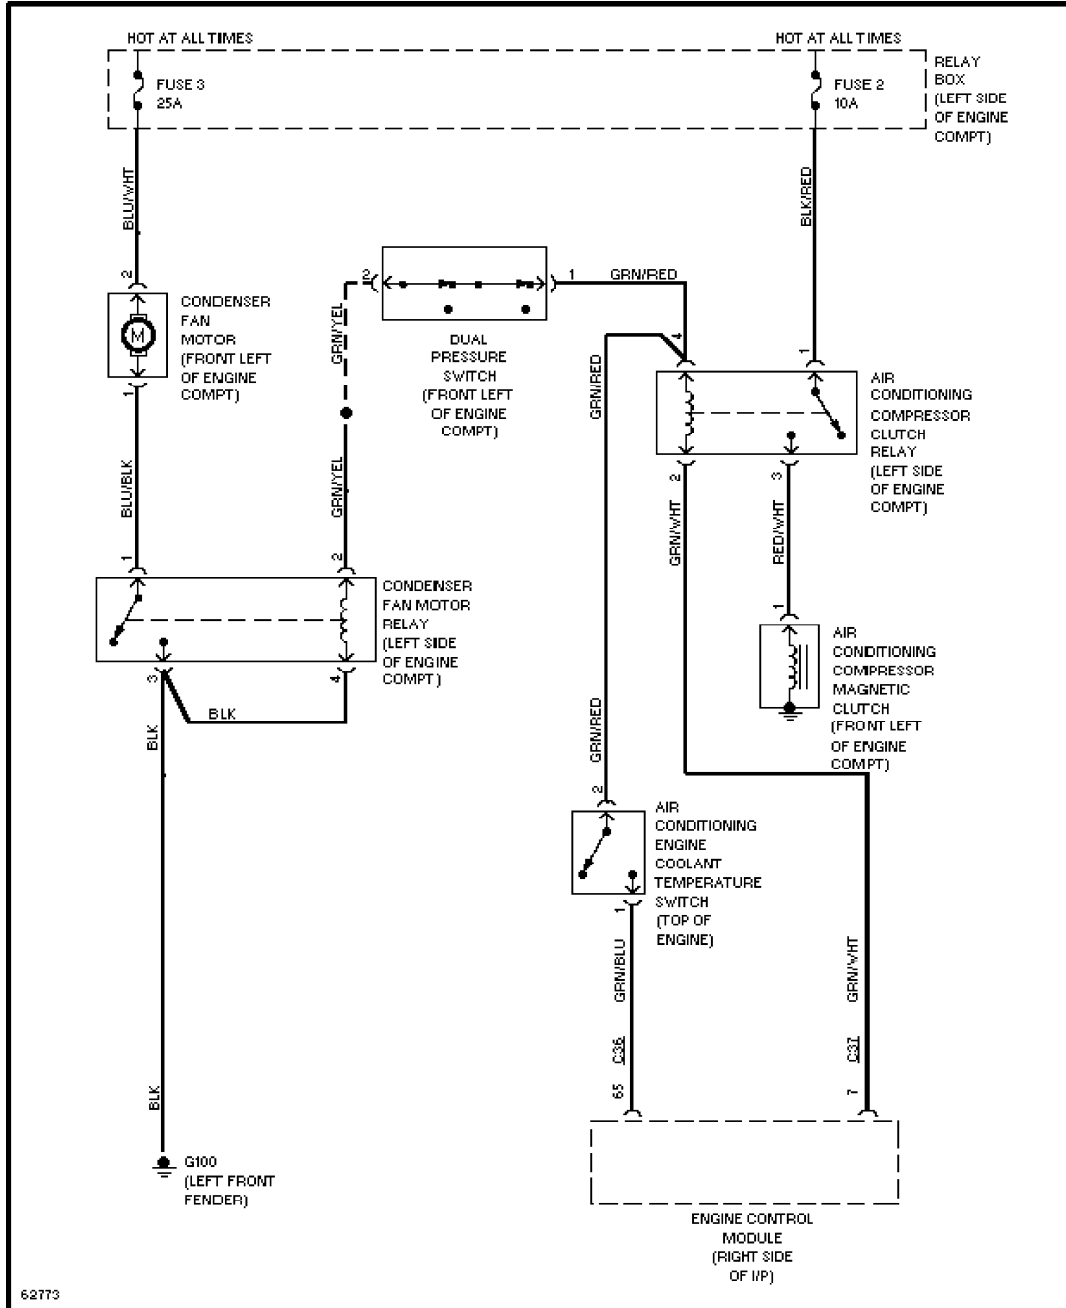 HOT AT ALL TIMES
HOT AT ALL TIMES
FUSE 3
25A
FUSE 2
10A
RELAY
BOX
(LEFT SIDE
OF ENGINE
COMPT)
BLU/WHT
BLK/RED
2
CONDENSER
FAN
MOTOR
(FRONT LEFT
OF ENGINE
COMPT)
M
1
BLU/BLK
1
GRN/YEL
GRN/YEL
2
2
1
GRN/RED
DUAL
PRESSURE
SWITCH
(FRONT LEFT
OF ENGINE
COMPT)
GRN/RED
4
1
AIR
CONDITIONING
COMPRESSOR
CLUTCH
RELAY
(LEFT SIDE
OF ENGINE
COMPT)
2
3
GRN/WHT
RED/WHT
CONDENSER
FAN MOTOR
RELAY
(LEFT SIDE
OF ENGINE
COMPT)
3
4
BLK
BLK
1
AIR
CONDITIONING
COMPRESSOR
MAGNETIC
CLUTCH
(FRONT LEFT
OF ENGINE
COMPT)
GRN/RED
2
AIR
CONDITIONING
ENGINE
COOLANT
TEMPERATURE
SWITCH
(TOP OF
ENGINE)
1
GRN/BLU
GRN/WHT
C36
C37
65
7
BLK
G100
(LEFT FRONT
FENDER)
ENGINE CONTROL
MODULE
(RIGHT SIDE
OF I/P)
62773